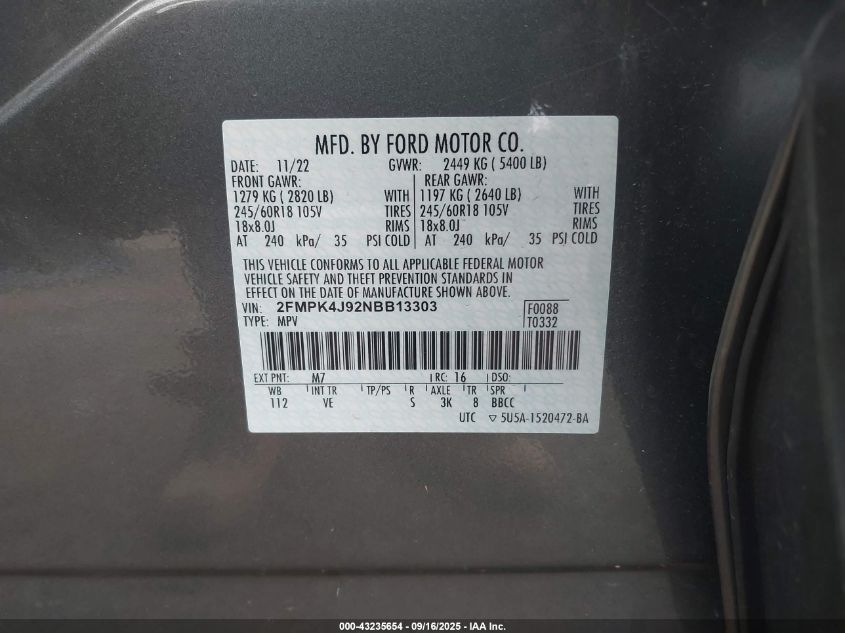 MFD. BY FORD MOTOR CO.
DATE: 11/22 GVWR: 2449 KG ( 5400 LB)
FRONT GAWR: REAR GAWR:
1279 KG ( 2820 LB) WITH 1197 KG ( 2640 LB) WITH
245/60R18 105V TIRES 245/60R18 105V TIRES
18x8.0J RIMS 18x8.0J RIMS
AT 240 kPa/ 35 PSI COLD AT 240 kPa/ 35 PSI COLD
THIS VEHICLE CONFORMS TO ALL APPLICABLE FEDERAL MOTOR
VEHICLE SAFETY AND THEFT PREVENTION STANDARDS IN
EFFECT ON THE DATE OF MANUFACTURE SHOWN ABOVE.
VIN: 2FMPK4J92NBB13303 F0088
TYPE: MPV T0332
EXT PNT: M7 RC: 16 DSO:
WB INT TR TP/PS R AXLE TR SPR
112 VE S 3K 8 BBCC
UTC ▽ 5U5A-1520472-BA
000-43235654 - 09/16/2025 - IAA Inc.